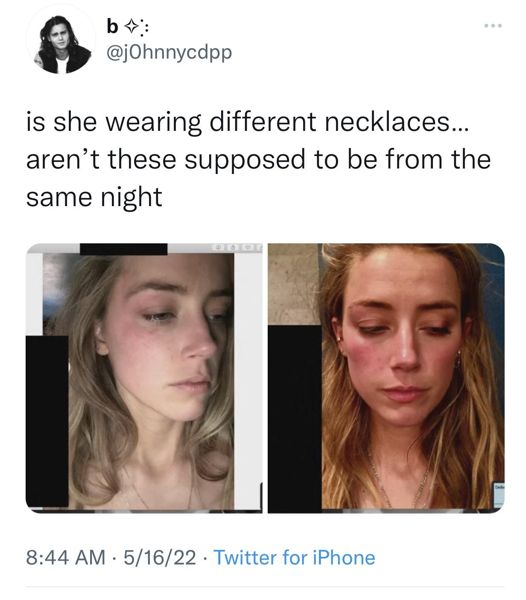 b ✧:
@j0hnnycdpp
is she wearing different necklaces...
aren't these supposed to be from the
same night
8:44 AM · 5/16/22 · Twitter for iPhone